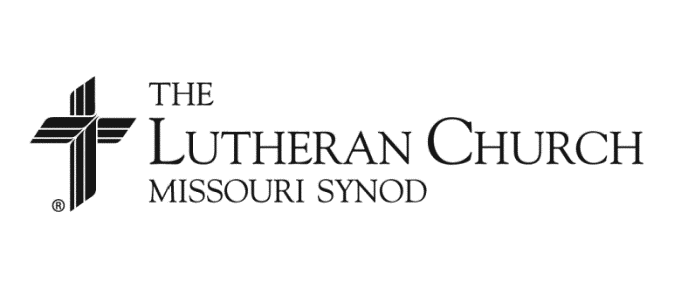 THE
LUTHERAN CHURCH
MISSOURI SYNOD
®